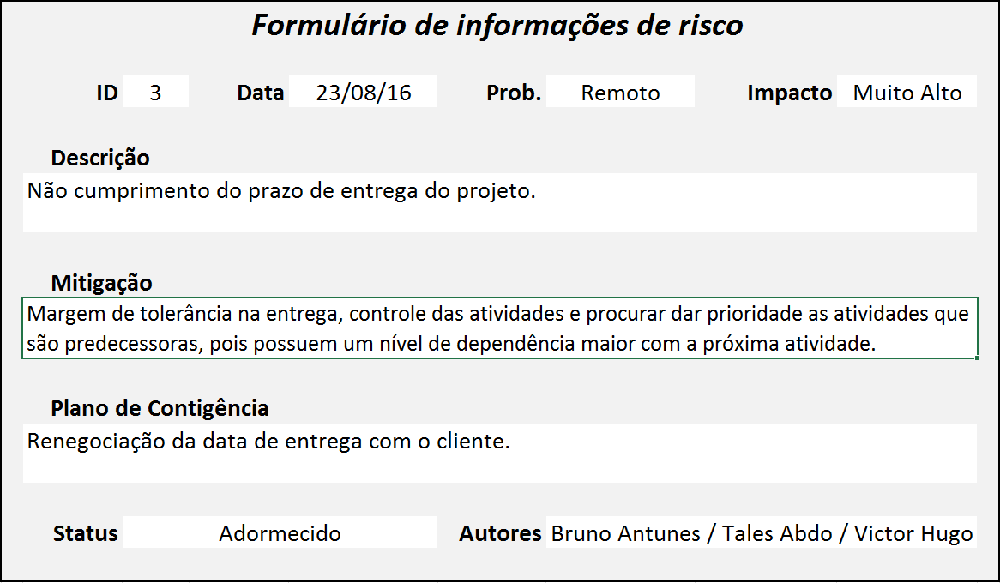 Formulário de informações de risco
ID 3 Data 23/08/16 Prob. Remoto Impacto Muito Alto
Descrição
Não cumprimento do prazo de entrega do projeto.
Mitigação
Margem de tolerância na entrega, controle das atividades e procurar dar prioridade as atividades que
são predecessoras, pois possuem um nível de dependência maior com a próxima atividade.
Plano de Contigência
Renegociação da data de entrega com o cliente.
Status Adormecido Autores Bruno Antunes / Tales Abdo / Victor Hugo